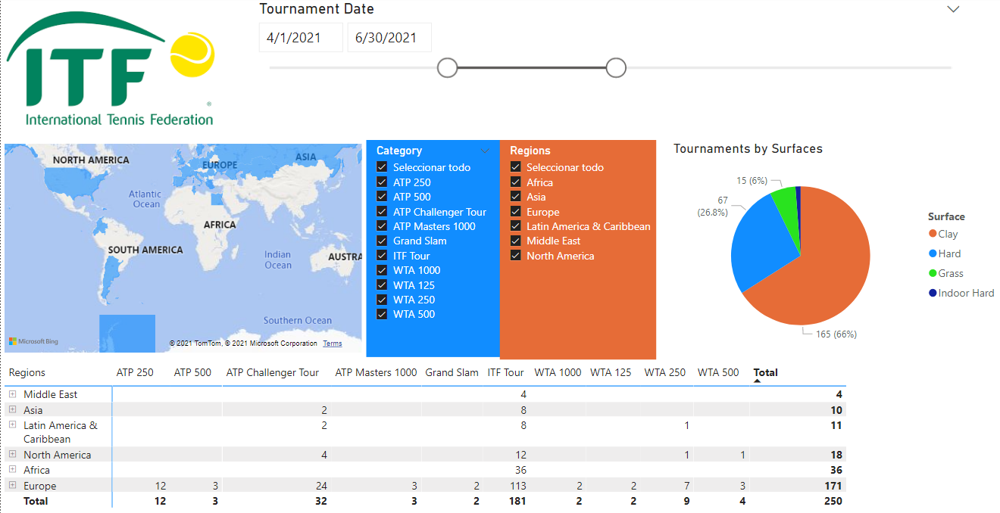 Tournament Date
4/1/2021 6/30/2021
ITF
®
International Tennis Federation
NORTH AMERICA
EUROPE
ASIA
Atlantic
Ocean
AFRICA
SOUTH AMERICA
Indian
Ocean
AUSTRA
Southern Ocean
Microsoft Bing
© 2021 TomTom, © 2021 Microsoft Corporation Terms
Category
Seleccionar todo
ATP 250
ATP 500
ATP Challenger Tour
ATP Masters 1000
Grand Slam
ITF Tour
WTA 1000
WTA 125
WTA 250
WTA 500
Regions
Seleccionar todo
Africa
Asia
Europe
Latin America & Caribbean
Middle East
North America
Tournaments by Surfaces
15 (6%)
67
(26.8%)
165 (66%)
Surface
Clay
Hard
Grass
Indoor Hard
Regions ATP 250 ATP 500 ATP Challenger Tour ATP Masters 1000 Grand Slam ITF Tour WTA 1000 WTA 125 WTA 250 WTA 500 Total
Middle East 4 4
Asia 2 8 10
Latin America & 2 8 1 11
Caribbean
North America 4 12 1 1 18
Africa 36 36
Europe 12 3 24 3 2 113 2 2 7 3 171
Total 12 3 32 3 2 181 2 2 9 4 250